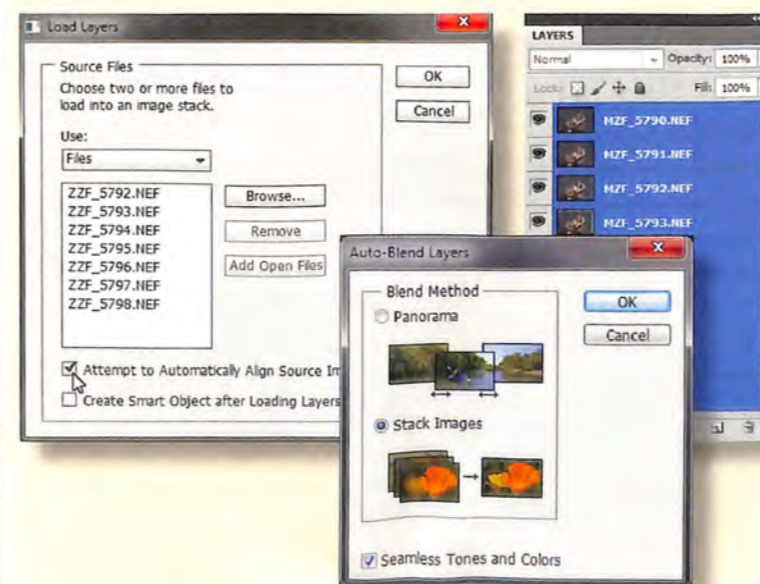 Load Layers
Source Files
Choose two or more files to
load into an image stack.
Use:
Files
ZZF_5792.NEF
ZZF_5793.NEF
ZZF_5794.NEF
ZZF_5795.NEF
ZZF_5796.NEF
ZZF_5797.NEF
ZZF_5798.NEF
Browse...
Remove
Add Open Files
Attempt to Automatically Align Source Im
Create Smart Object after Loading Layers
OK
Cancel
LAYERS
Normal
Opacity: 100%
Lock:
Fill: 100%
MZF_5790.NEF
MZF_5791.NEF
MZF_5792.NEF
MZF_5793.NEF
Auto-Blend Layers
Blend Method
Panorama
Stack Images
Seamless Tones and Colors
OK
Cancel